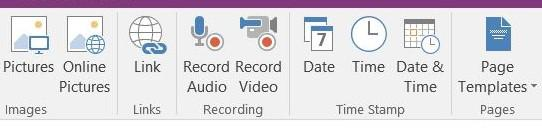 Pictures Online Pictures
Images
Link
Links
Record Audio Record Video
Recording
7
Date Time Date & Time
Time Stamp
Page Templates
Pages